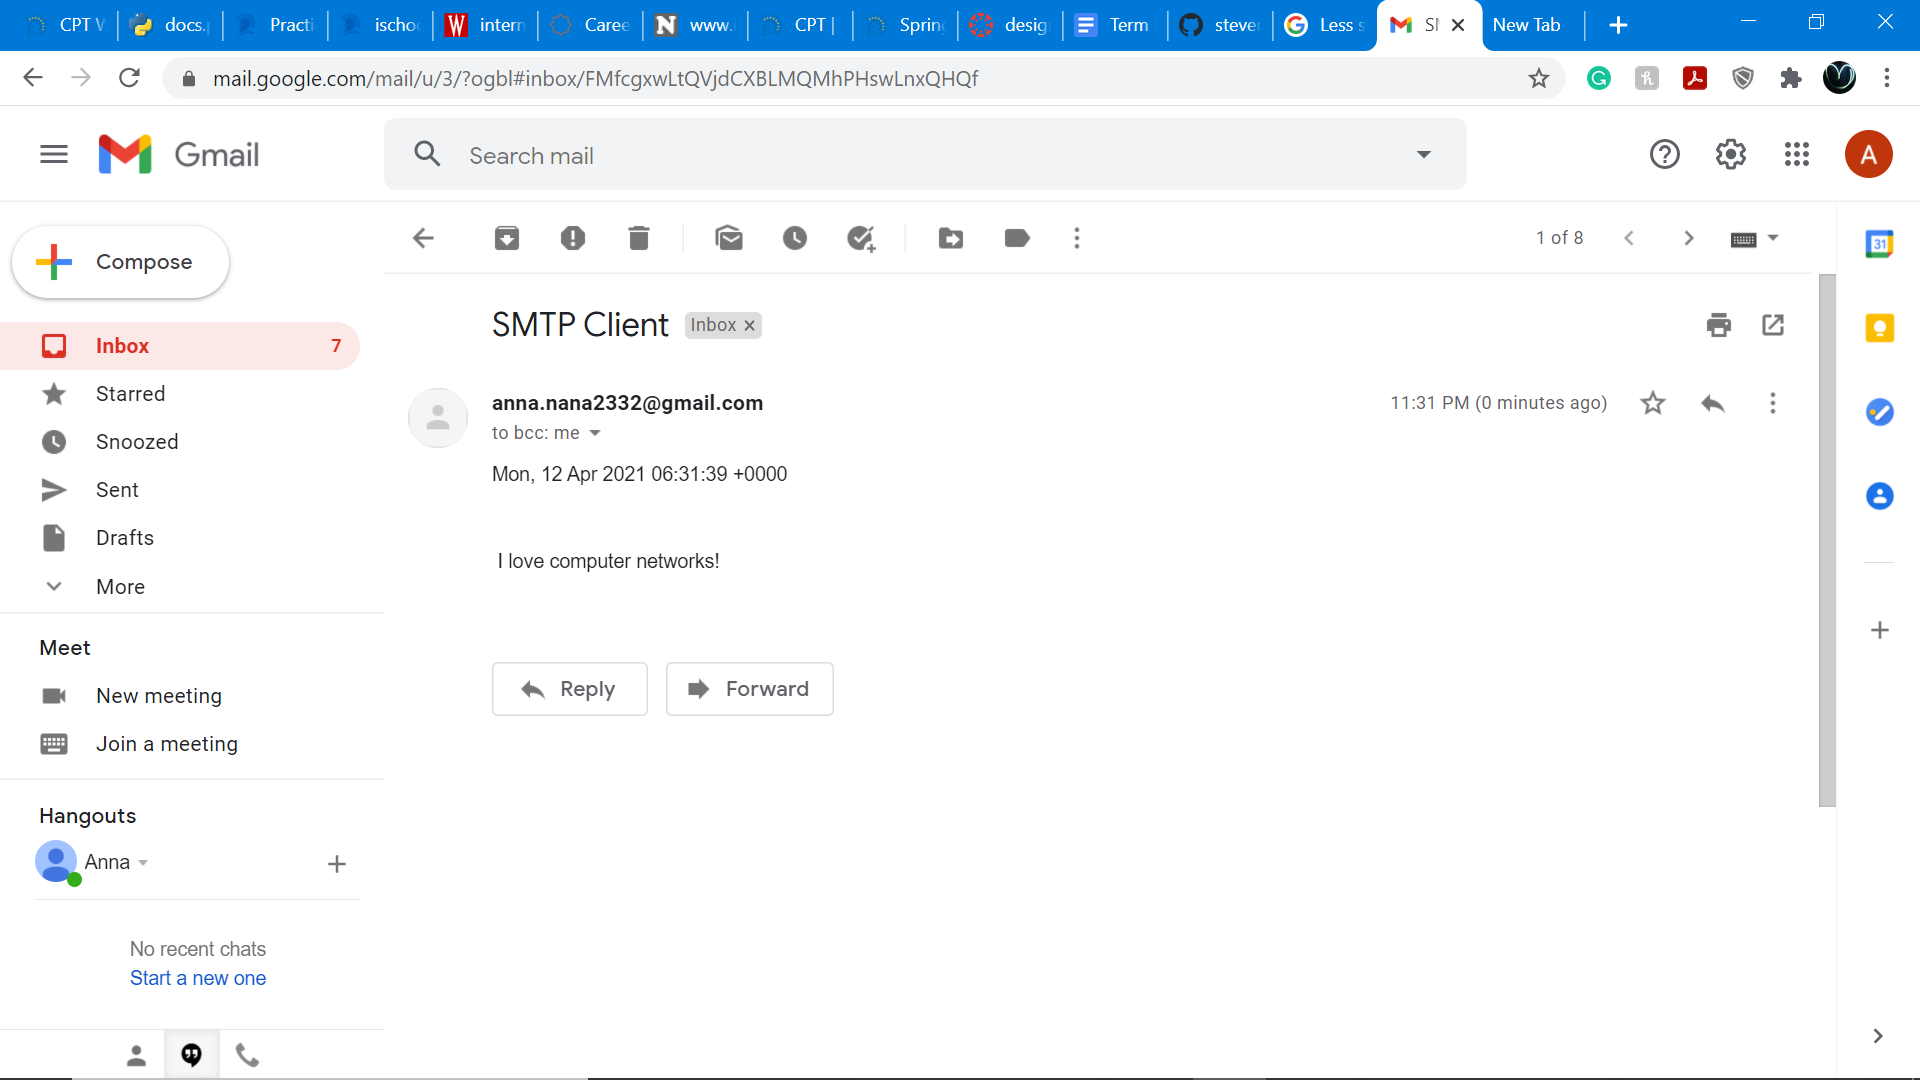 CPT
docs.
Practi
ischo
intern
Caree
www.
CPT |
Spring
desig
Term
steve
Less s
New Tab
mail.google.com/mail/u/3/?ogbl#inbox/FMfcgxwLtQVjdCXBLMQMhPHswLnxQHQf
Gmail
Search mail
A
Compose
1 of 8
31
SMTP Client
Inbox
Inbox 7
Starred
Snoozed
Sent
Drafts
More
anna.nana2332@gmail.com
11:31 PM (0 minutes ago)
to bcc: me
Mon, 12 Apr 2021 06:31:39 +0000
I love computer networks!
Reply
Forward
Meet
New meeting
Join a meeting
Hangouts
Anna
No recent chats
Start a new one